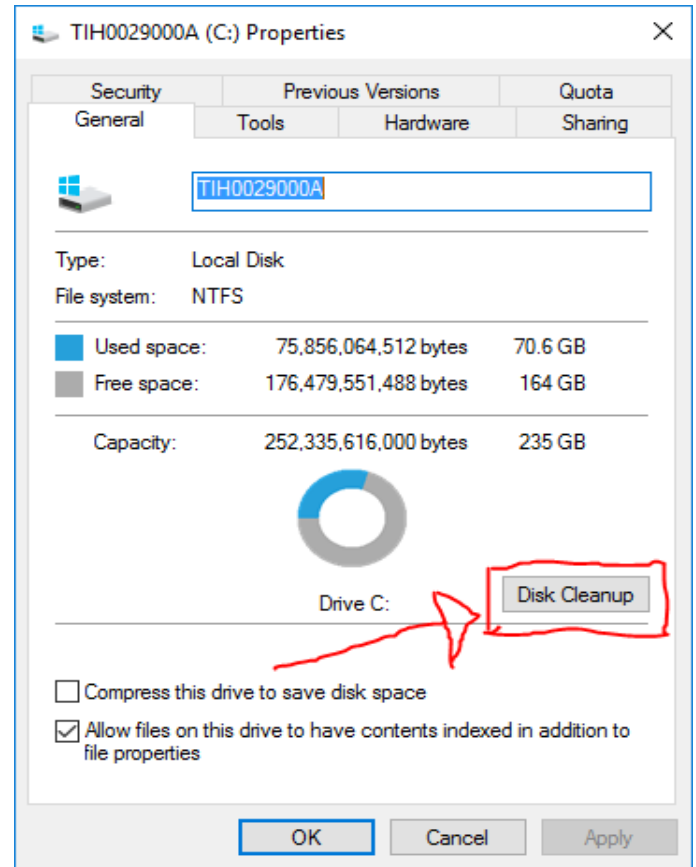 TIH0029000A (C:) Properties
Security Previous Versions Quota
General Tools Hardware Sharing
TIH0029000A
Type: Local Disk
File system: NTFS
Used space: 75,856,064,512 bytes 70.6 GB
Free space: 176,479,551,488 bytes 164 GB
Capacity: 252,335,616,000 bytes 235 GB
Drive C: Disk Cleanup
Compress this drive to save disk space
Allow files on this drive to have contents indexed in addition to
file properties
OK Cancel Apply